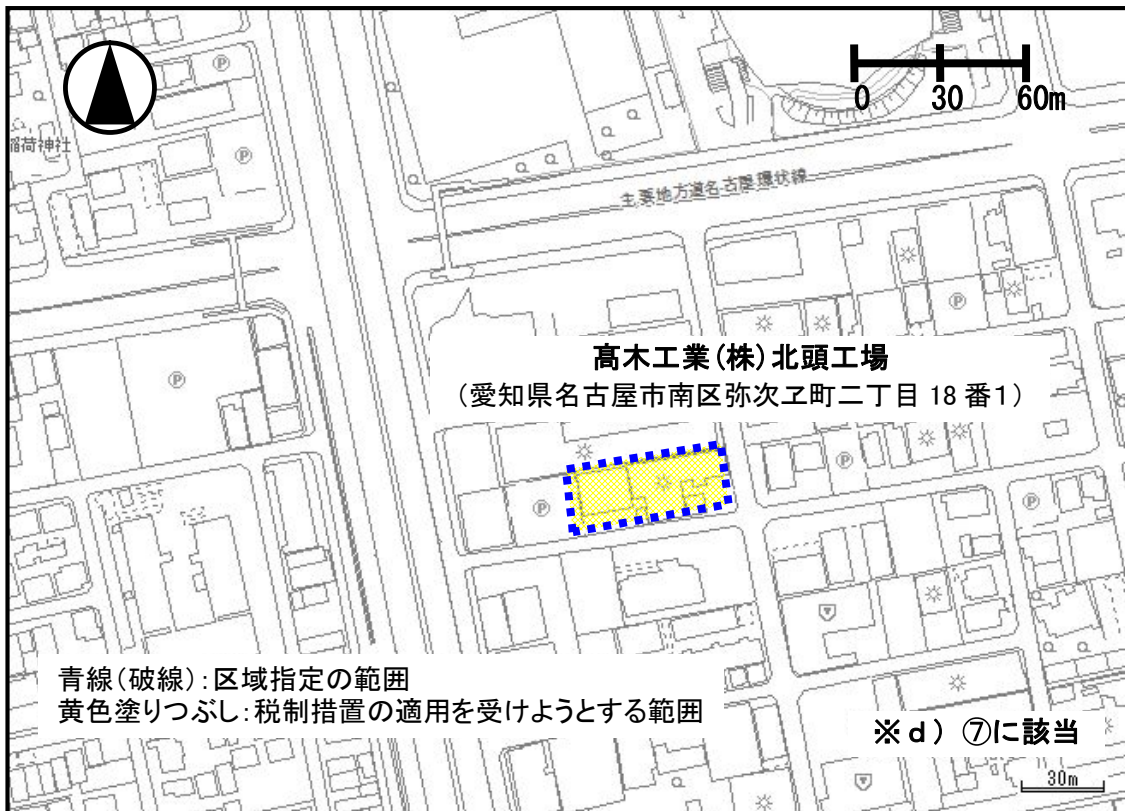 0 30 60m
稲荷神社
主要地方道名古屋環状線
髙木工業(株)北頭工場
(愛知県名古屋市南区弥次ヱ町二丁目 18 番1)
青線(破線):区域指定の範囲
黄色塗りつぶし:税制措置の適用を受けようとする範囲
※d) ⑦に該当
30m